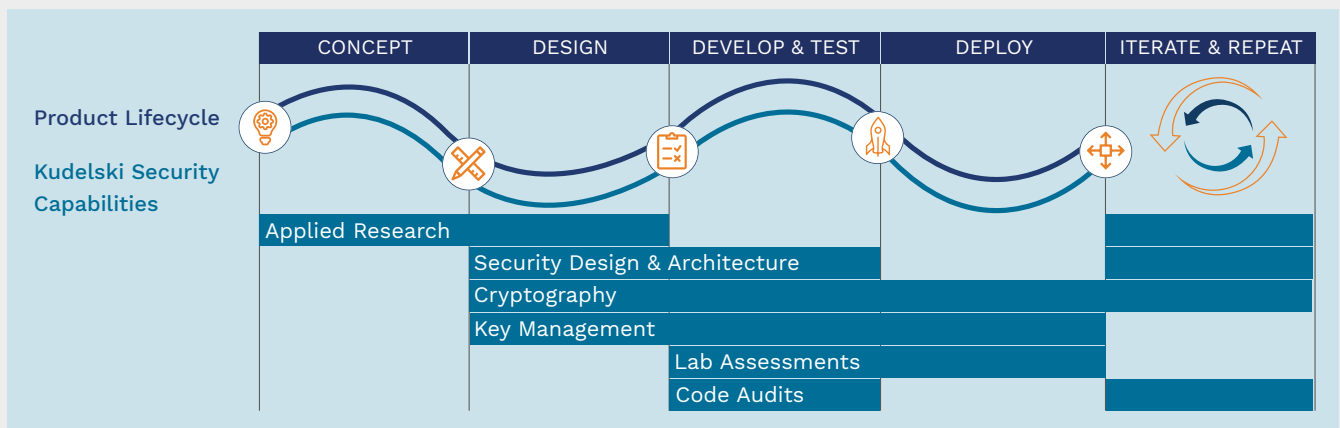 CONCEPT
DESIGN
DEVELOP & TEST
DEPLOY
ITERATE & REPEAT
Product Lifecycle
Kudelski Security
Capabilities
Applied Research
Security Design & Architecture
Cryptography
Key Management
Lab Assessments
Code Audits